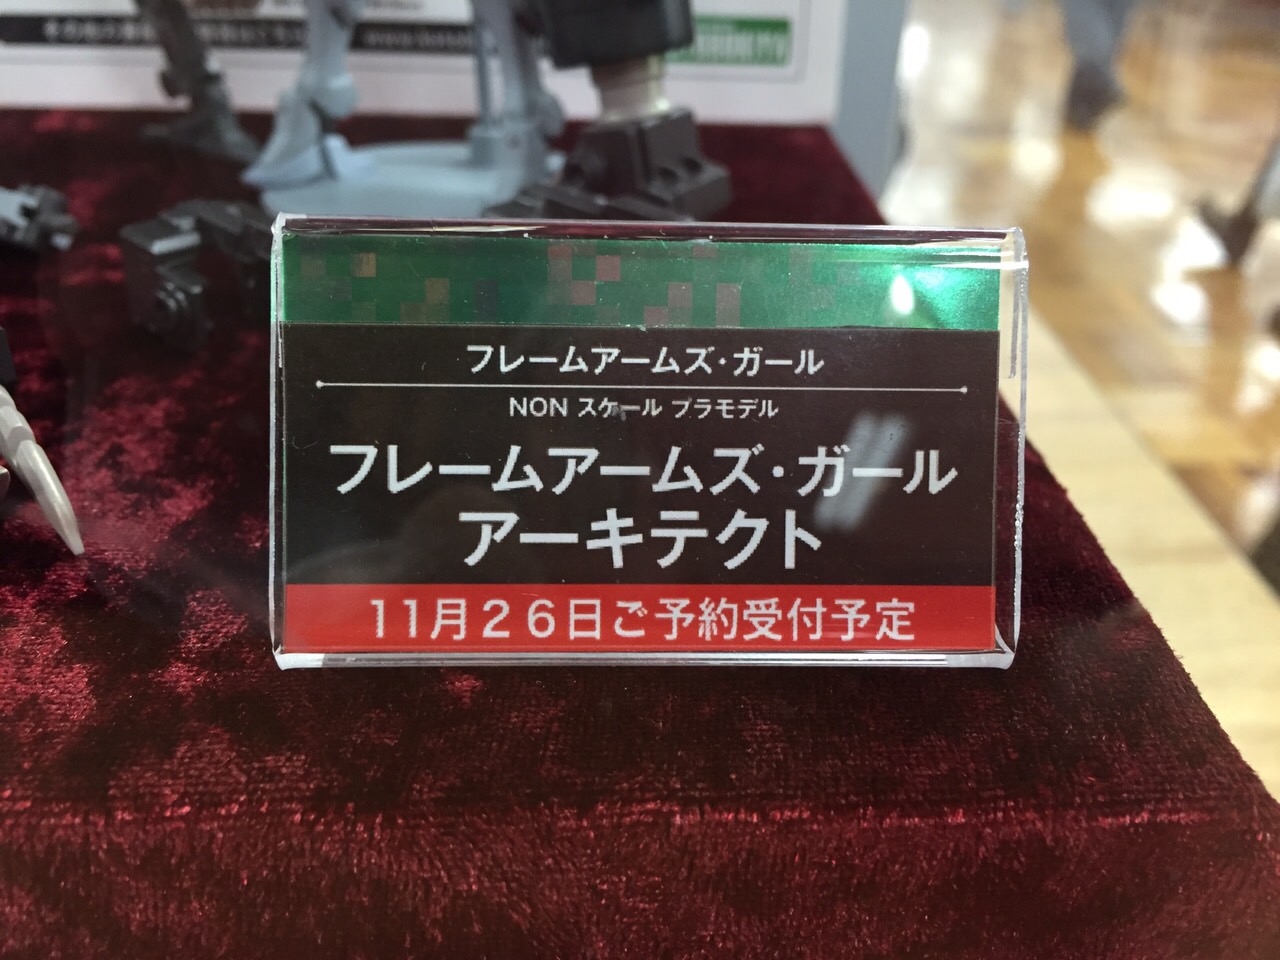 フレームアームズ・ガール
NON スケール プラモデル
フレームアームズ・ガール
アーキテクト
11月26日ご予約受付予定